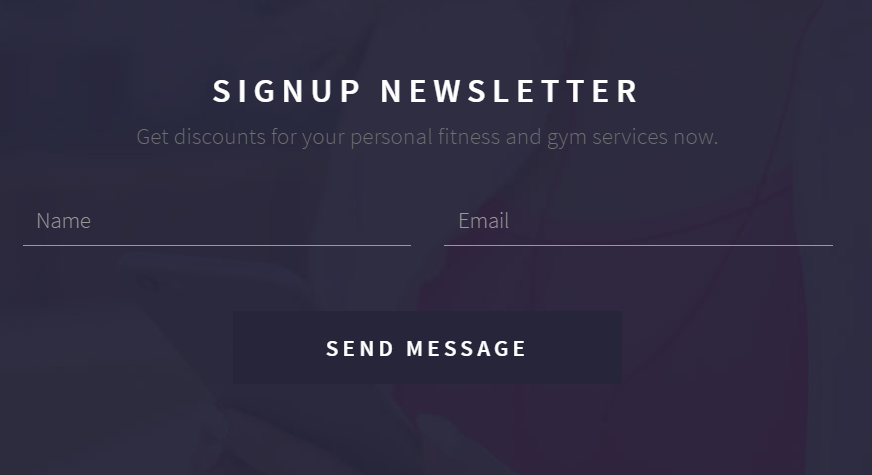 SIGNUP NEWSLETTER
Get discounts for your personal fitness and gym services now.
Name
Email
SEND MESSAGE